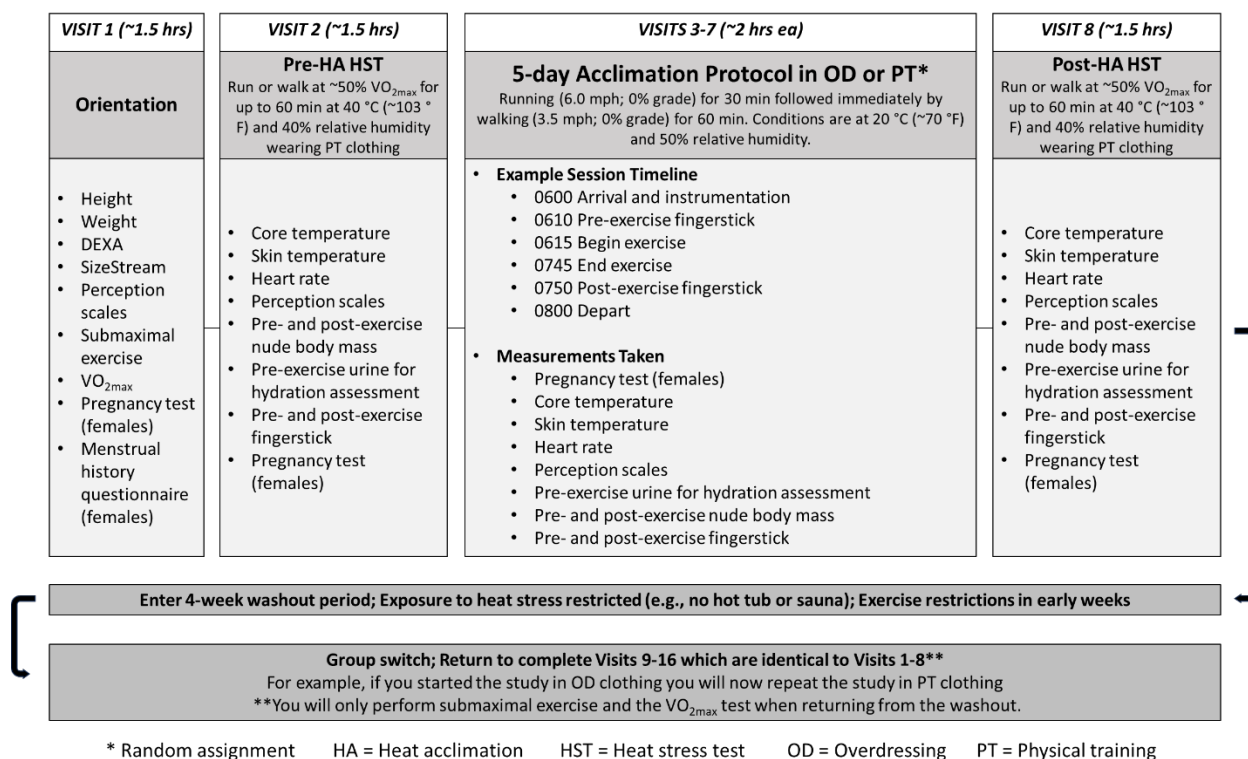 VISIT 1 (~1.5 hrs)
Orientation
• Height
• Weight
• DEXA
• SizeStream
• Perception
scales
• Submaximal
exercise
• VO2max
• Pregnancy test
(females)
• Menstrual
history
questionnaire
(females)
VISIT 2 (~1.5 hrs)
Pre-HA HST
Run or walk at ~50% VO2max for
up to 60 min at 40 °C (~103 °
F) and 40% relative humidity
wearing PT clothing
• Core temperature
• Skin temperature
• Heart rate
• Perception scales
• Pre- and post-exercise
nude body mass
• Pre-exercise urine for
hydration assessment
• Pre- and post-exercise
fingerstick
• Pregnancy test
(females)
VISITS 3-7 (~2 hrs ea)
5-day Acclimation Protocol in OD or PT*
Running (6.0 mph; 0% grade) for 30 min followed immediately by
walking (3.5 mph; 0% grade) for 60 min. Conditions are at 20 °C (~70 °F)
and 50% relative humidity.
• Example Session Timeline
• 0600 Arrival and instrumentation
• 0610 Pre-exercise fingerstick
• 0615 Begin exercise
• 0745 End exercise
• 0750 Post-exercise fingerstick
• 0800 Depart
• Measurements Taken
• Pregnancy test (females)
• Core temperature
• Skin temperature
• Heart rate
• Perception scales
• Pre-exercise urine for hydration assessment
• Pre- and post-exercise nude body mass
• Pre- and post-exercise fingerstick
VISIT 8 (~1.5 hrs)
Post-HA HST
Run or walk at ~50% VO2max for
up to 60 min at 40 °C (~103 °
F) and 40% relative humidity
wearing PT clothing
• Core temperature
• Skin temperature
• Heart rate
• Perception scales
• Pre- and post-exercise
nude body mass
• Pre-exercise urine for
hydration assessment
• Pre- and post-exercise
fingerstick
• Pregnancy test
(females)
Enter 4-week washout period; Exposure to heat stress restricted (e.g., no hot tub or sauna); Exercise restrictions in early weeks
Group switch; Return to complete Visits 9-16 which are identical to Visits 1-8**
For example, if you started the study in OD clothing you will now repeat the study in PT clothing
**You will only perform submaximal exercise and the VO2max test when returning from the washout.
* Random assignment HA = Heat acclimation HST = Heat stress test OD = Overdressing PT = Physical training